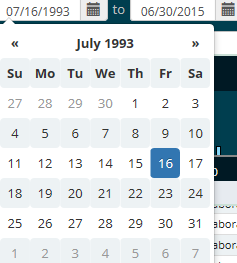 07/16/1993 to 06/30/2015
« July 1993 »
Su Mo Tu We Th Fr Sa
27 28 29 30 1 2 3
4 5 6 7 8 9 10
11 12 13 14 15 16 17
18 19 20 21 22 23 24
25 26 27 28 29 30 31
1 2 3 4 5 6 7